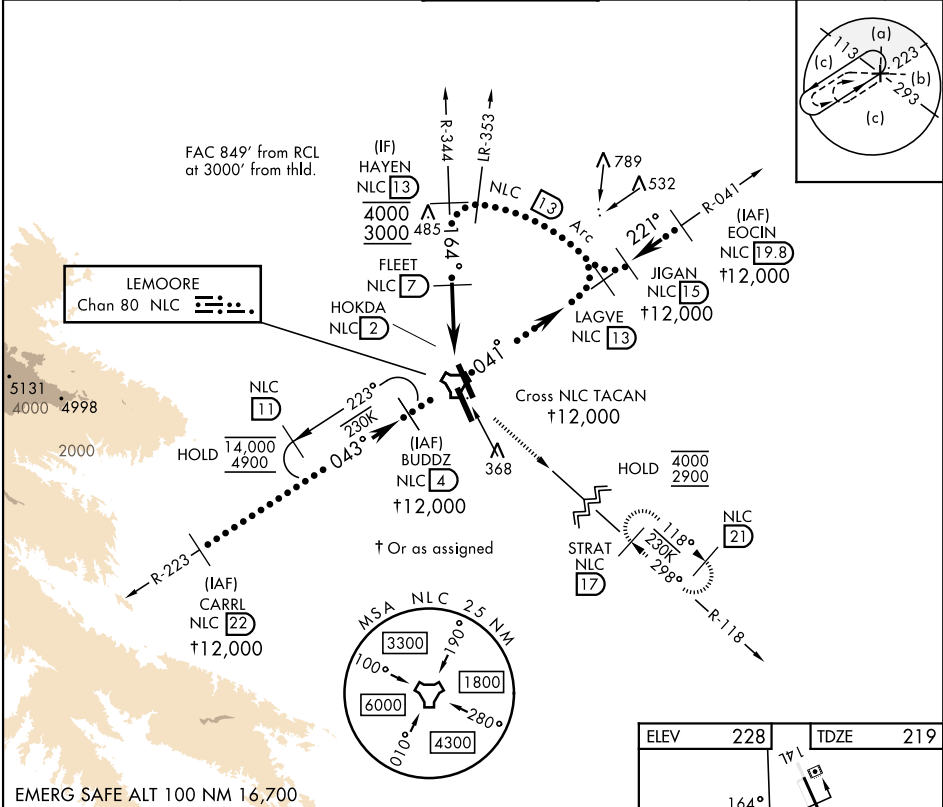 FAC 849' from RCL
at 3000' from thld.
(IF)
HAYEN
NLC 13
4000
3000
R-344
LR-353
485
164°
NLC 13 Arc
789
532
221°
R-041
(IAF)
EOCIN
NLC 19.8
†12,000
JIGAN
NLC 15
†12,000
LAGVE
NLC 13
FLEET
NLC 7
HOKDA
NLC 2
LEMOORE
Chan 80 NLC
041°
5131
4000
4998
2000
NLC
11
HOLD 14,000
4900
223°
230K
043°
(IAF)
BUDDZ
NLC 4
†12,000
368
Cross NLC TACAN
†12,000
HOLD 4000
2900
STRAT
NLC
17
118°
230K
298°
NLC
21
R-118
† Or as assigned
R-223
(IAF)
CARRL
NLC 22
†12,000
MSA NLC 25 NM
3300
190°
100°
1800
6000
280°
010°
4300
EMERG SAFE ALT 100 NM 16,700
(a)
113
223
(c)
(b)
293
(c)
ELEV 228
TDZE 219
14L
164°